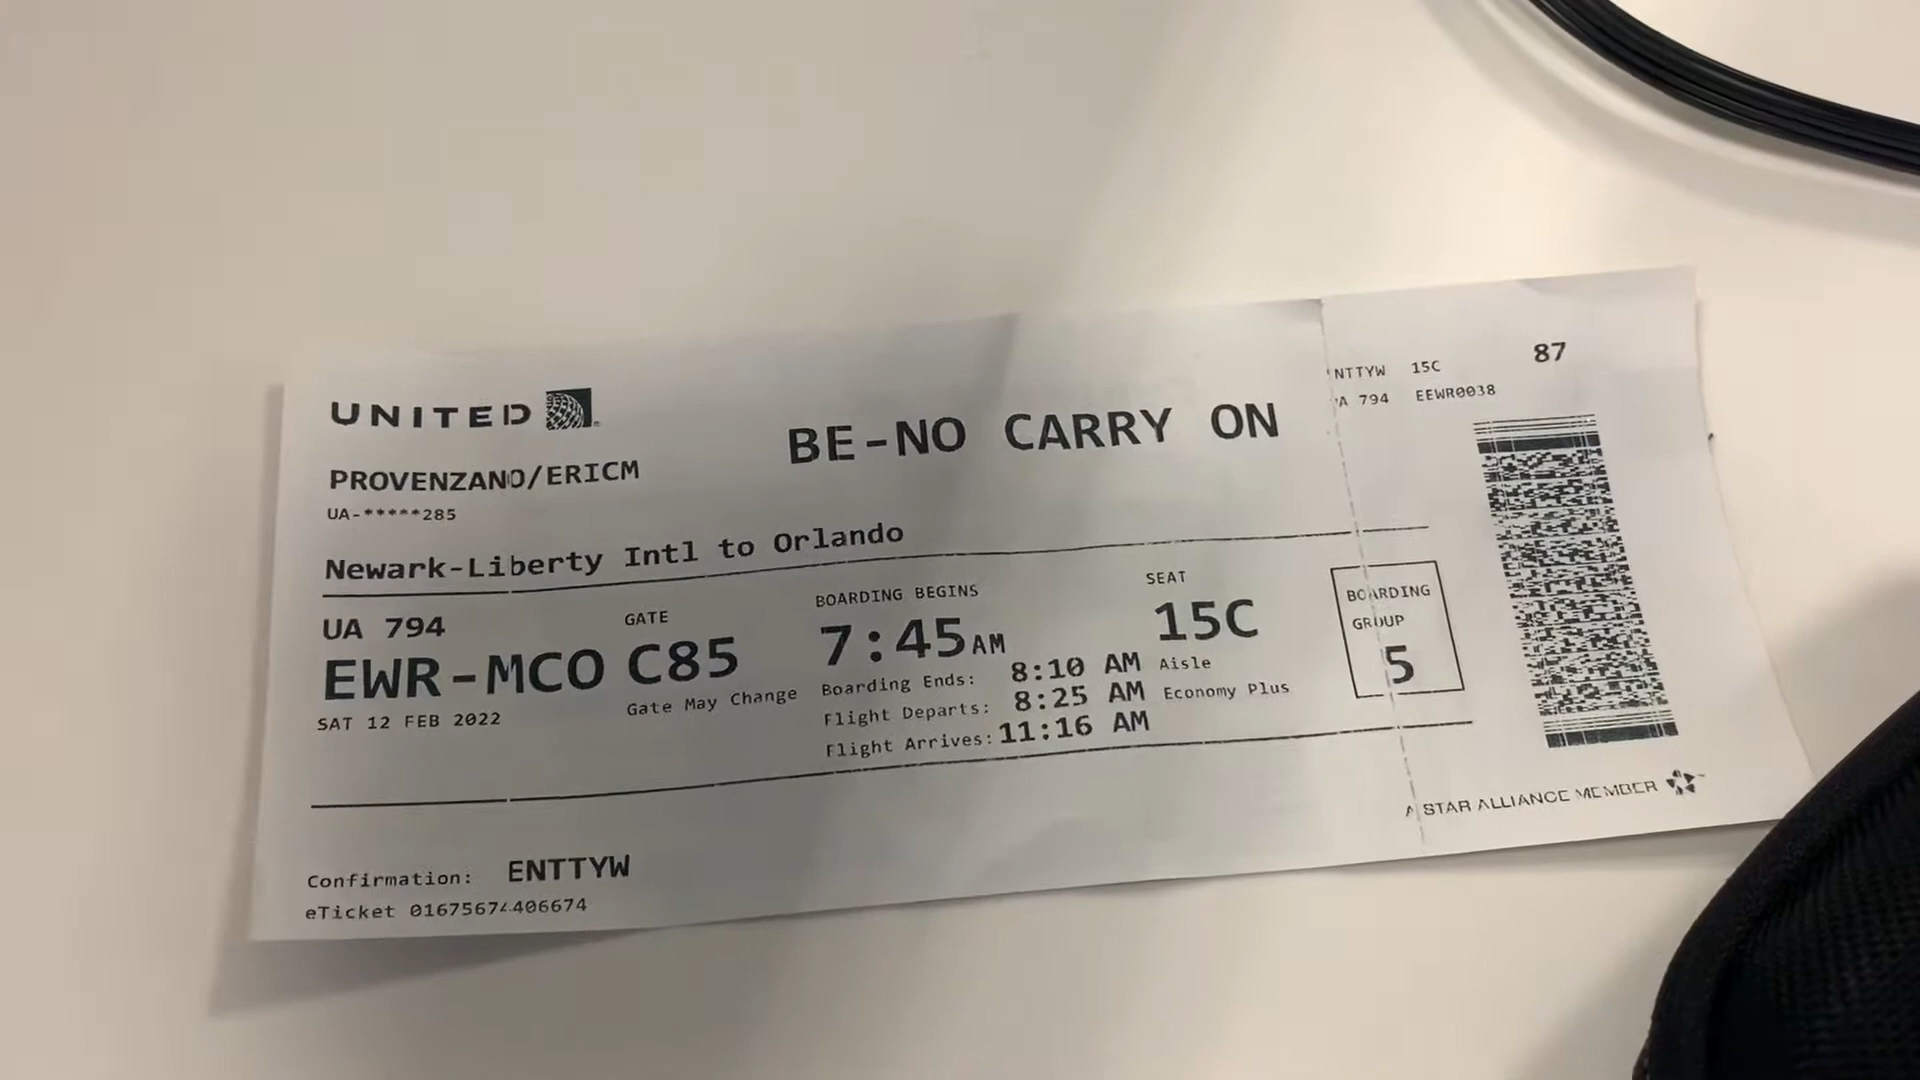 UNITED
PROVENZANO/ERICM
UA-*****285
BE-NO CARRY ON
Newark-Liberty Intl to Orlando
UA 794
EWR-MCO
SAT 12 FEB 2022
GATE
C85
Gate May Change
BOARDING BEGINS
7:45AM
Boarding Ends: 8:10 AM
Flight Departs: 8:25 AM
Flight Arrives: 11:16 AM
SEAT
15C
Aisle
Economy Plus
BOARDING
GROUP
5
Confirmation: ENTTYW
eTicket 01675674406674
NTTYW 15C 87
UA 794 EEWR0038
A STAR ALLIANCE MEMBER